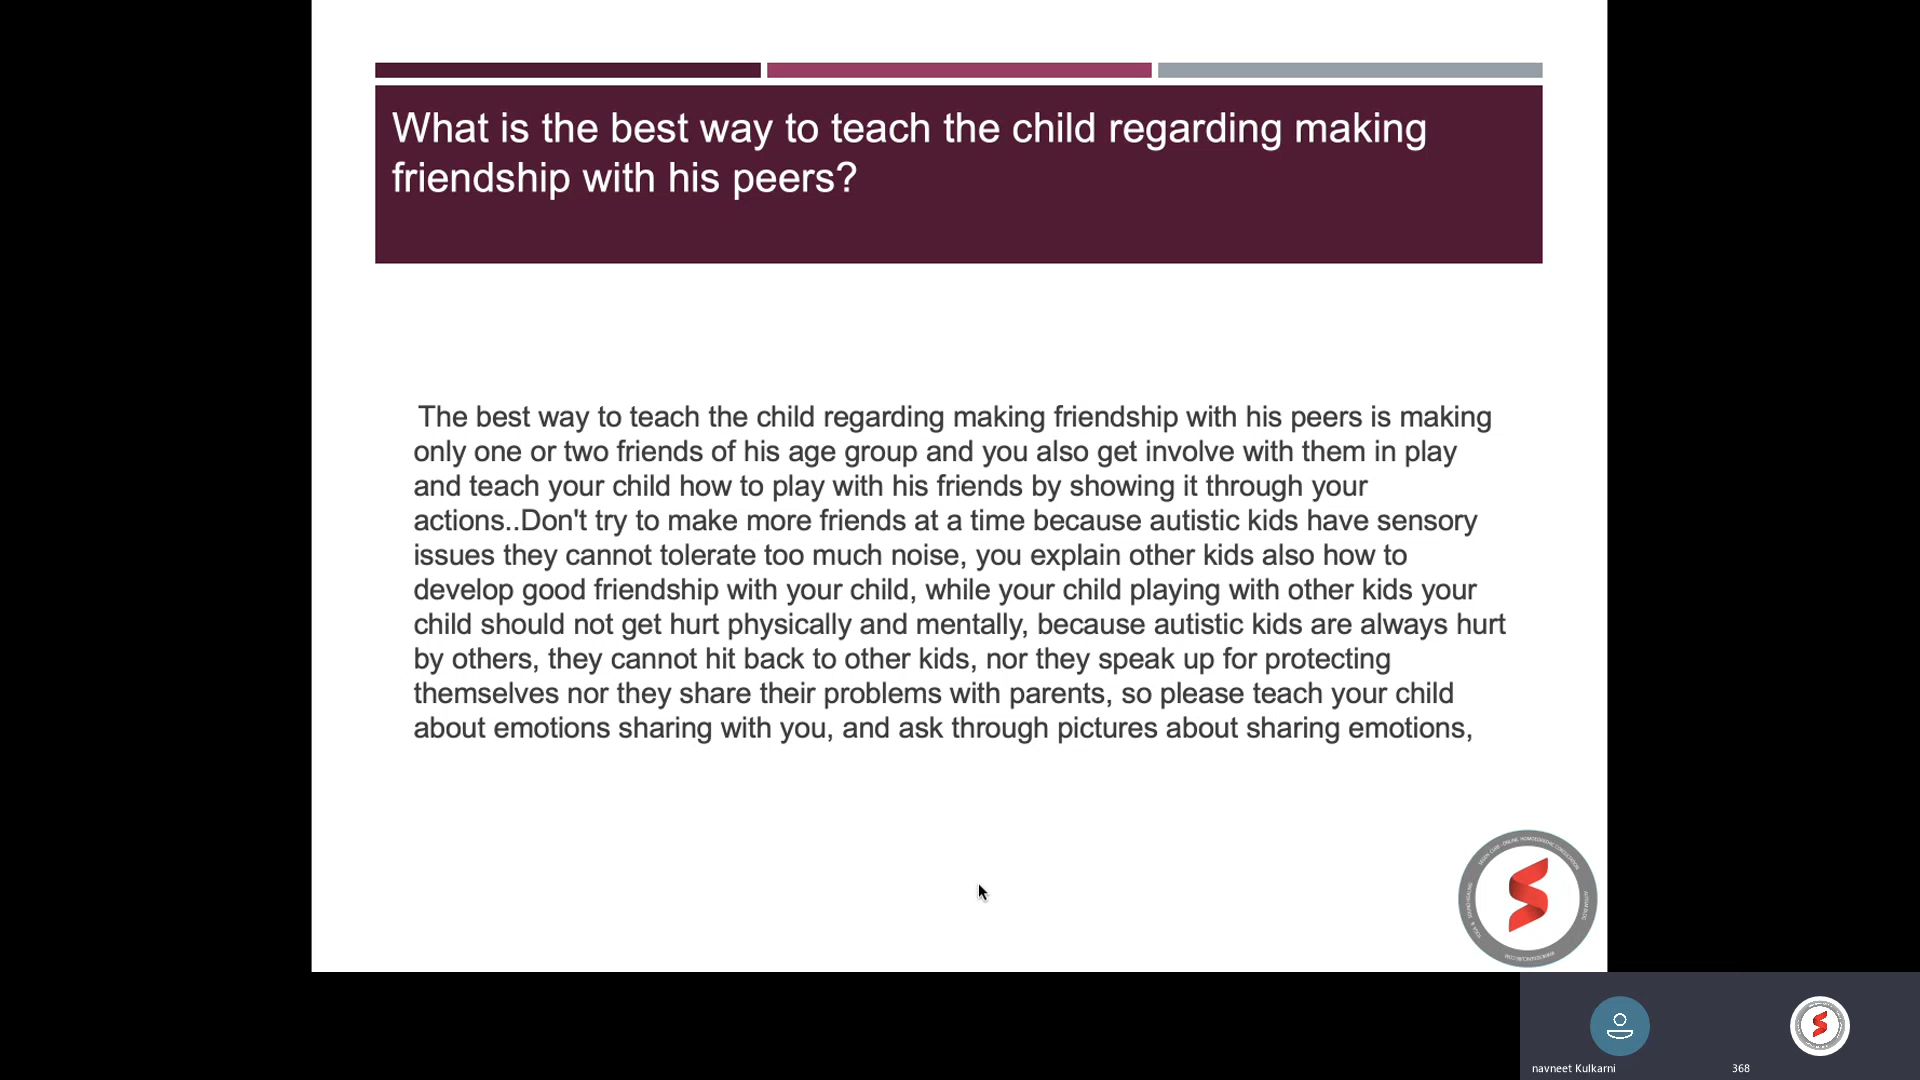 What is the best way to teach the child regarding making
friendship with his peers?
The best way to teach the child regarding making friendship with his peers is making
only one or two friends of his age group and you also get involve with them in play
and teach your child how to play with his friends by showing it through your
actions..Don't try to make more friends at a time because autistic kids have sensory
issues they cannot tolerate too much noise, you explain other kids also how to
develop good friendship with your child, while your child playing with other kids your
child should not get hurt physically and mentally, because autistic kids are always hurt
by others, they cannot hit back to other kids, nor they speak up for protecting
themselves nor they share their problems with parents, so please teach your child
about emotions sharing with you, and ask through pictures about sharing emotions,
navneet Kulkarni
368